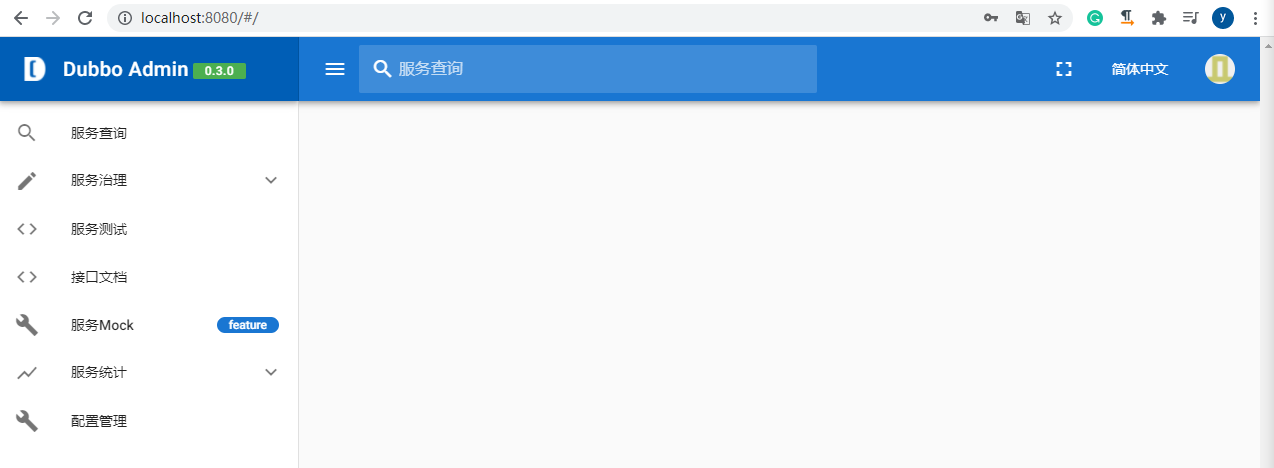 localhost:8080/#/
y
Dubbo Admin 0.3.0
服务查询
简体中文
服务查询
服务治理
服务测试
接口文档
服务Mock feature
服务统计
配置管理